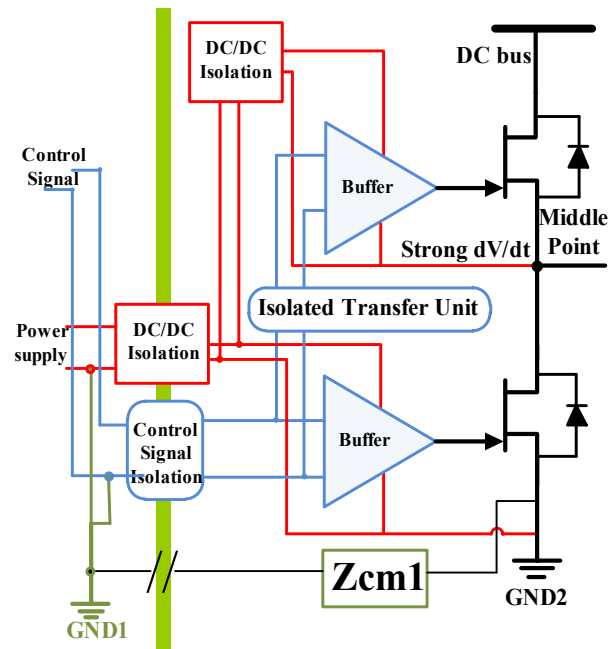 DC/DC
Isolation
DC bus
Control
Signal
Buffer
Middle
Point
Strong dV/dt
Isolated Transfer Unit
Power
supply
DC/DC
Isolation
Control
Signal
Isolation
Buffer
Zcm1
GND1
GND2